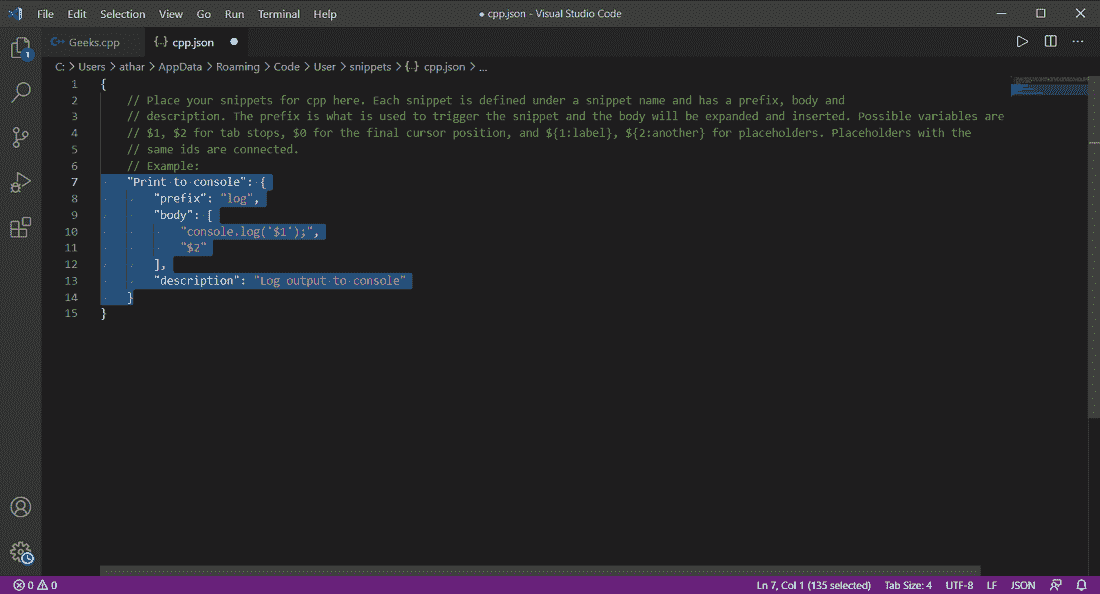 File Edit Selection View Go Run Terminal Help
● cpp.json - Visual Studio Code
Geeks.cpp
{..} cpp.json ●
C: > Users > athar > AppData > Roaming > Code > User > snippets > {..} cpp.json > ...
1 {
2 // Place your snippets for cpp here. Each snippet is defined under a snippet name and has a prefix, body and
3 // description. The prefix is what is used to trigger the snippet and the body will be expanded and inserted. Possible variables are
4 // $1, $2 for tab stops, $0 for the final cursor position, and ${1:label}, ${2:another} for placeholders. Placeholders with the
5 // same ids are connected.
6 // Example:
7 "Print to console": {
8 "prefix": "log",
9 "body": [
10 "console.log('$1');",
11 "$2"
12 ],
13 "description": "Log output to console"
14 }
15 }
1
0 0
Ln 7, Col 1 (135 selected) Tab Size: 4 UTF-8 LF JSON